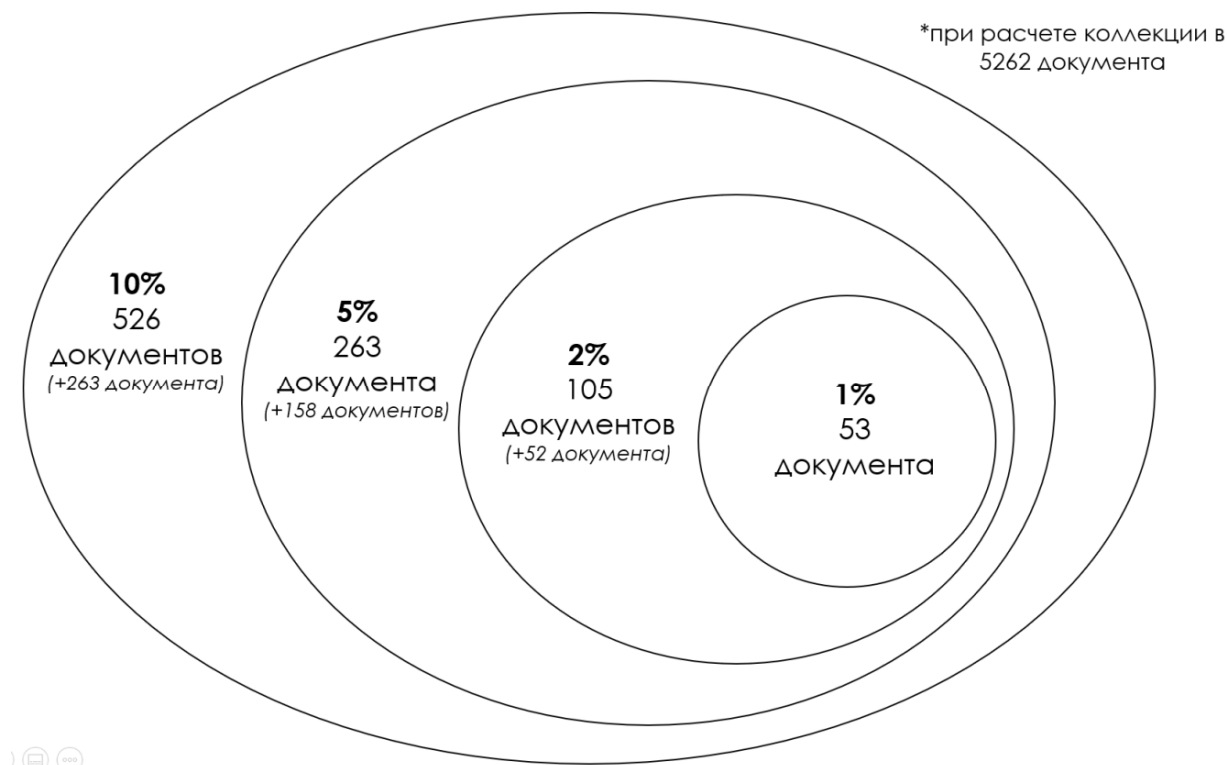 *при расчете коллекции в
5262 документа
10%
526
документов
(+263 документа)
5%
263
документа
(+158 документов)
2%
105
документов
(+52 документа)
1%
53
документа